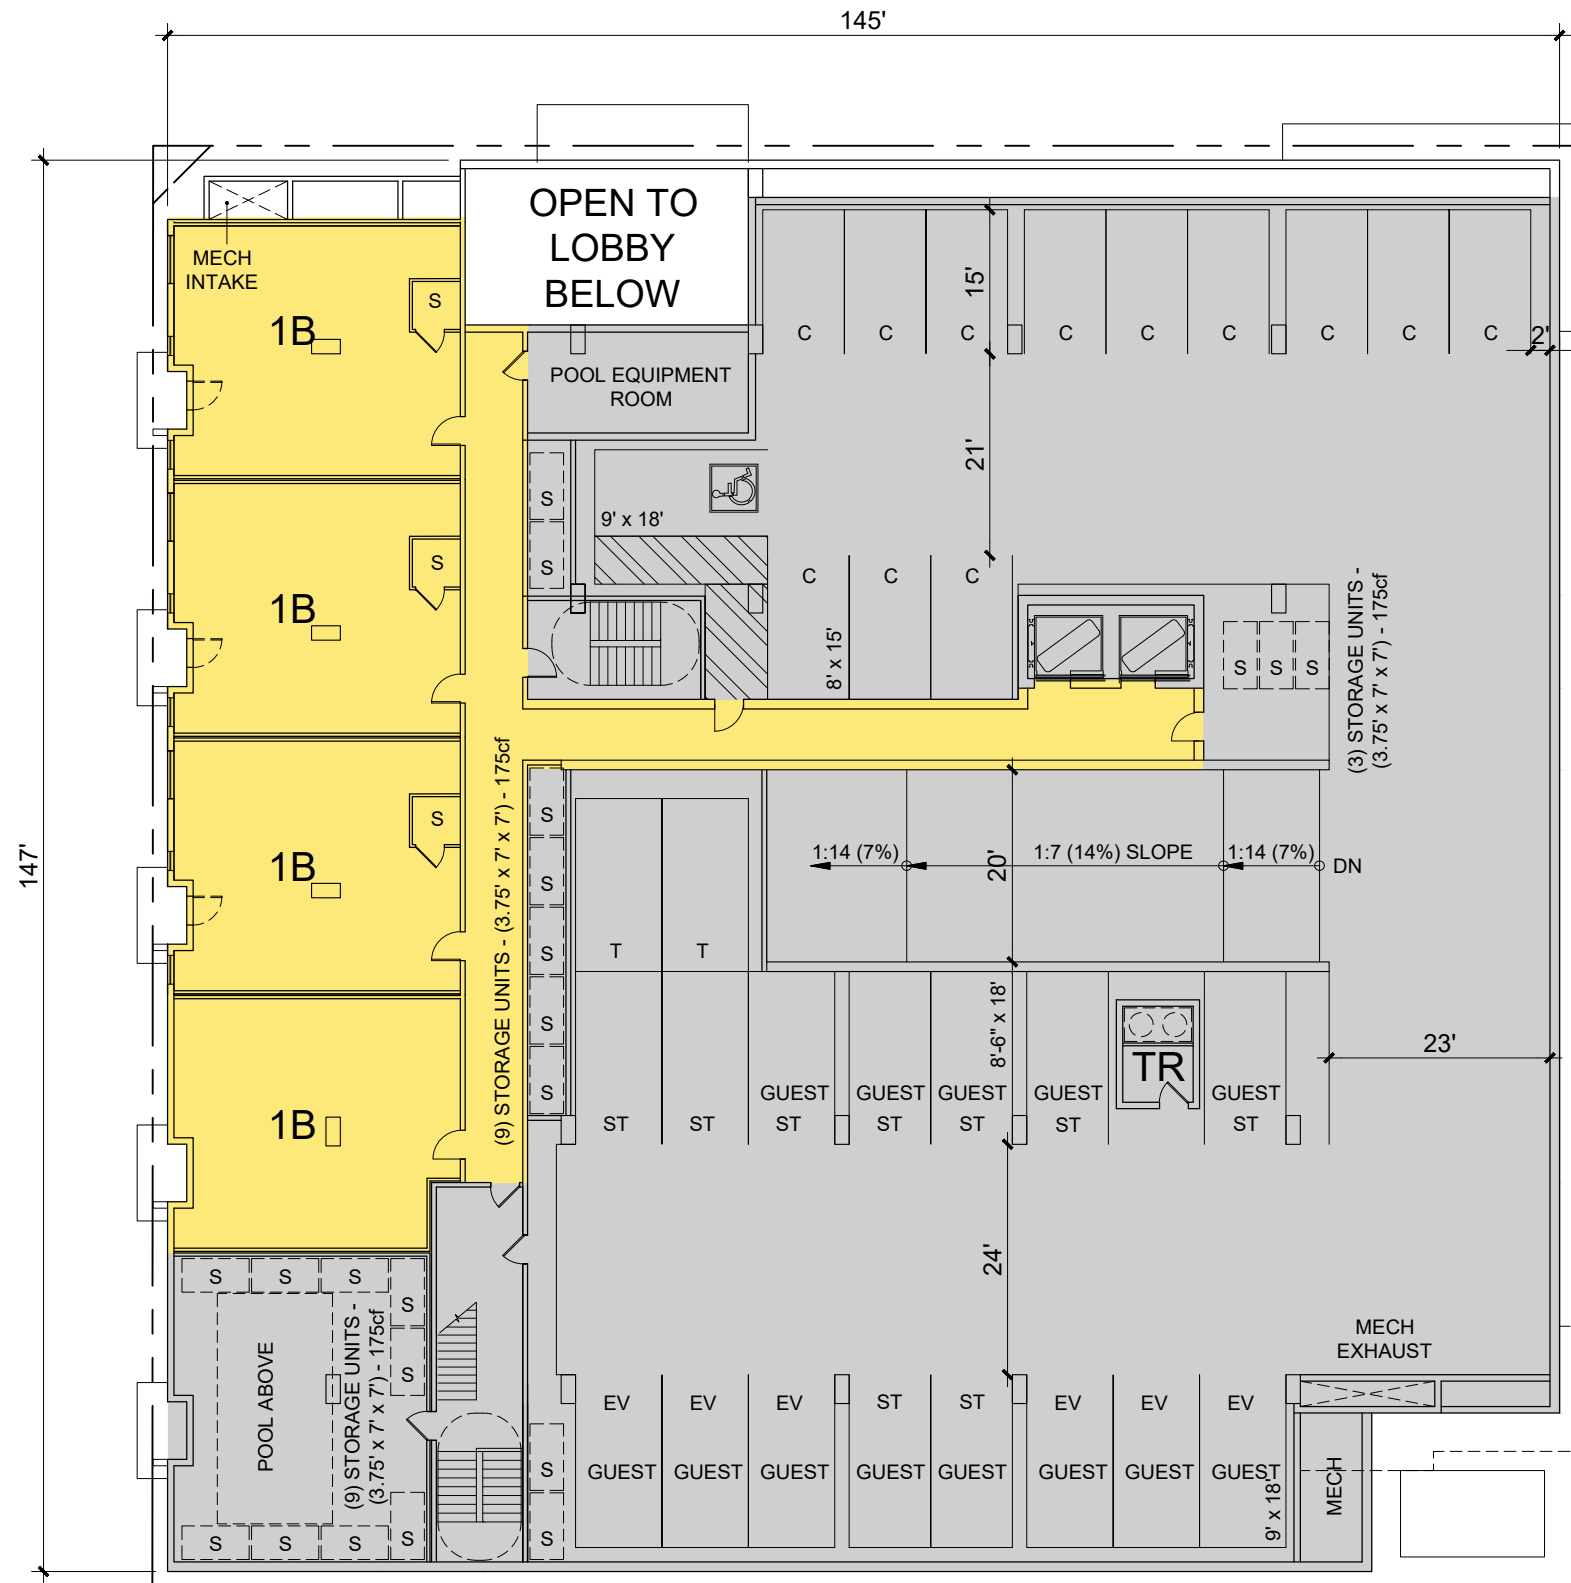 145'
OPEN TO
LOBBY
BELOW
MECH
INTAKE
15'
S
1B
C
C
C
C
C
C
C
C
C
2'
POOL EQUIPMENT
ROOM
21'
S
9' x 18'
S
S
C
C
C
1B
8' x 15'
S
S
S
(3) STORAGE UNITS -
(3.75' x 7' x 7') - 175cf
(9) STORAGE UNITS - (3.75' x 7' x 7') - 175cf
147'
S
S
1B
1:14 (7%)
20'
1:7 (14%) SLOPE
1:14 (7%)
DN
S
S
T
T
S
8'-6" x 18'
23'
TR
S
1B
GUEST
GUEST
GUEST
GUEST
GUEST
ST
ST
ST
ST
ST
ST
ST
24'
S
S
S
S
S
POOL ABOVE
(9) STORAGE UNITS -
(3.75' x 7' x 7') - 175cf
MECH
EXHAUST
EV
EV
EV
ST
ST
EV
EV
EV
S
GUEST
GUEST
GUEST
GUEST
GUEST
GUEST
GUEST
GUEST
9' x 18'
MECH
S
S
S
S
S